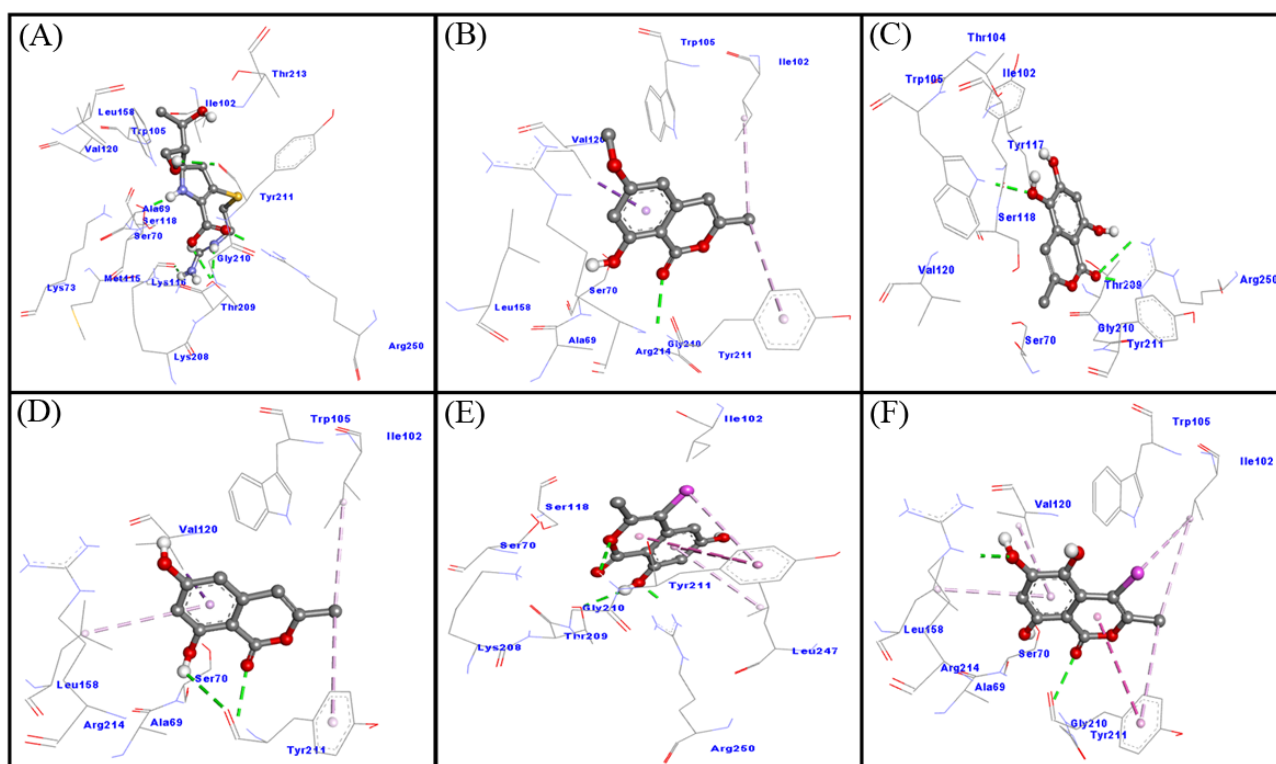 (A)
Thr213
Ile102
Leu158
Trp105
Val120
Tyr211
Ala69
Ser118
Ser70
Gly210
Lys73
Met115
Lys116
Thr209
Lys208
Arg250
(B)
Trp105
Ile102
Val120
Leu158
Ser70
Ala69
Arg214
Gly210
Tyr211
(C)
Thr104
Trp105
Ile102
Tyr117
Ser118
Val120
Thr209
Arg250
Gly210
Ser70
Tyr211
(D)
Trp105
Ile102
Val120
Leu158
Ser70
Arg214
Ala69
Tyr211
(E)
Ile102
Ser118
Ser70
Tyr211
Gly210
Thr209
Lys208
Leu247
Arg250
(F)
Trp105
Ile102
Val120
Leu158
Ser70
Arg214
Ala69
Gly210
Tyr211